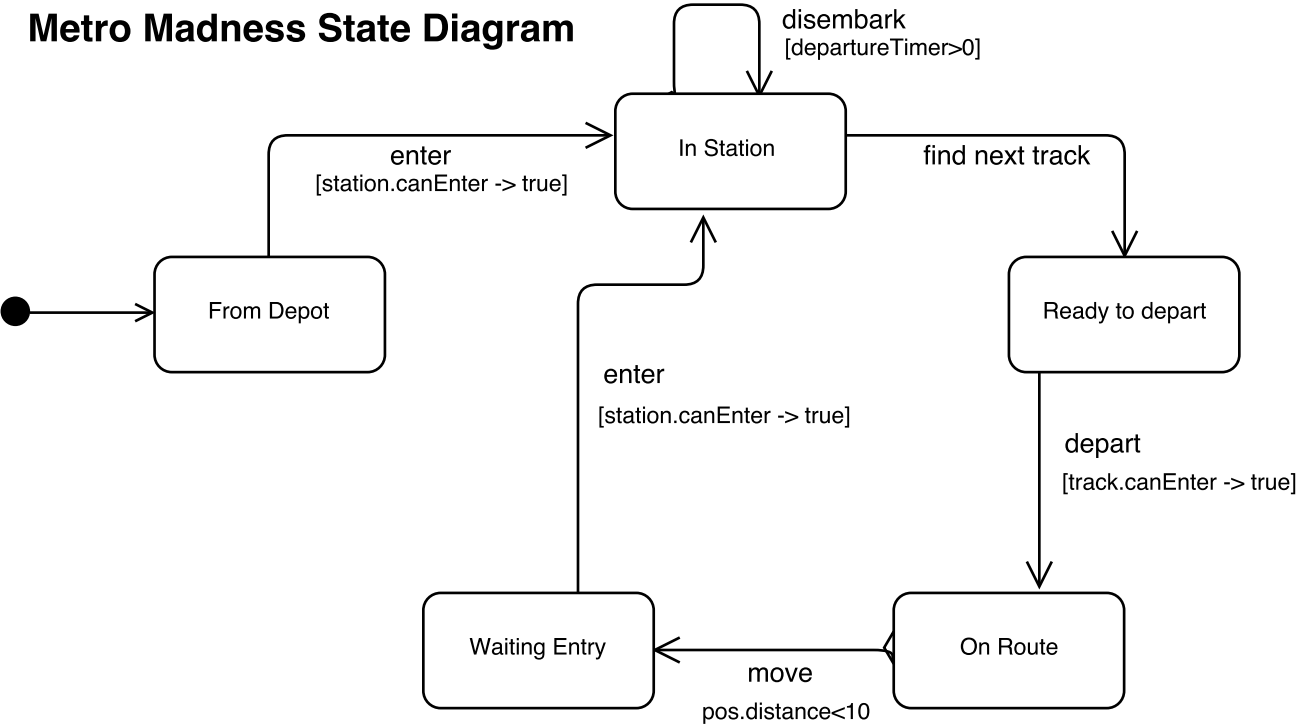 Metro Madness State Diagram
disembark
[departureTimer>0]
In Station
enter
[station.canEnter -> true]
find next track
From Depot
Ready to depart
enter
[station.canEnter -> true]
depart
[track.canEnter -> true]
Waiting Entry
On Route
move
pos.distance<10